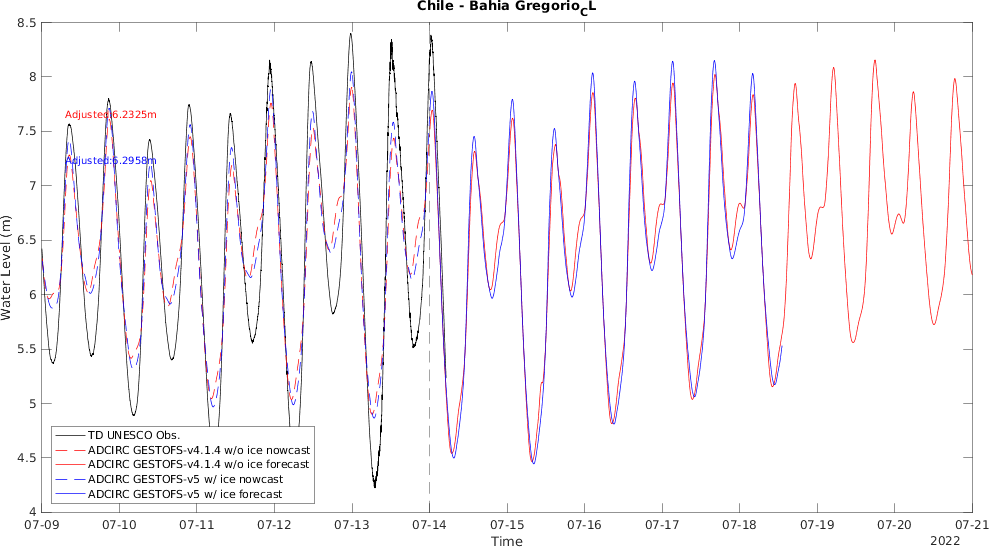 Chile - Bahia Gregorio_CL
8.5
8
7.5
7
6.5
6
5.5
5
4.5
4
Water Level (m)
Adjusted:6.2325m
Adjusted:6.2958m
TD UNESCO Obs.
ADCIRC GESTOFS-v4.1.4 w/o ice nowcast
ADCIRC GESTOFS-v4.1.4 w/o ice forecast
ADCIRC GESTOFS-v5 w/ ice nowcast
ADCIRC GESTOFS-v5 w/ ice forecast
07-09 07-10 07-11 07-12 07-13 07-14 07-15 07-16 07-17 07-18 07-19 07-20 07-21
Time
2022